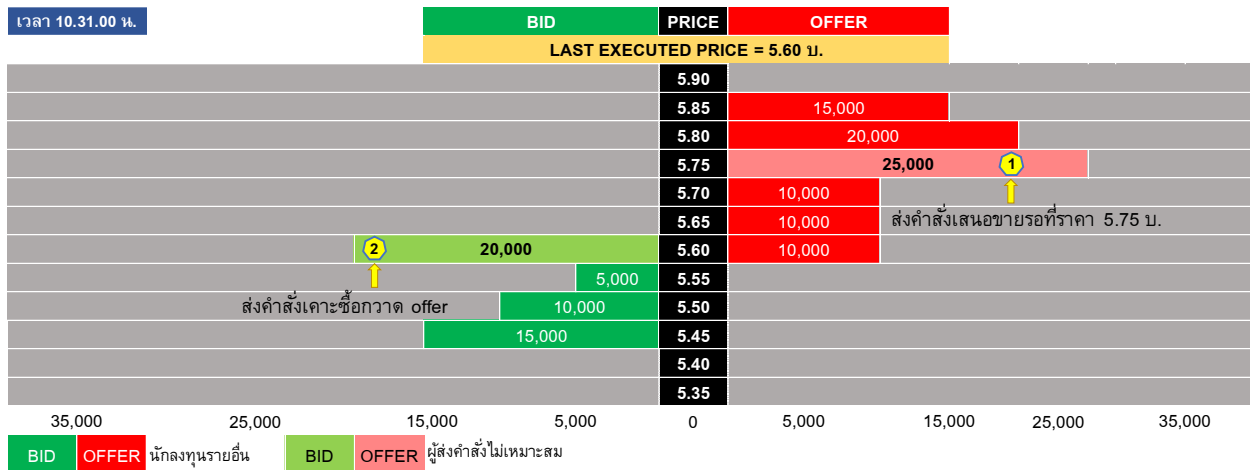 เวลา 10.31.00 น. BID PRICE OFFER
LAST EXECUTED PRICE = 5.60 บ.
5.90
5.85 15,000
5.80 20,000
5.75 25,000 1
5.70 10,000
5.65 10,000 ส่งคำสั่งเสนอขายรอที่ราคา 5.75 บ.
2 20,000 5.60 10,000
5,000 5.55
ส่งคำสั่งเคาะซื้อกวาด offer 10,000 5.50
15,000 5.45
5.40
5.35
35,000 25,000 15,000 5,000 0 5,000 15,000 25,000 35,000
BID OFFER นักลงทุนรายอื่น BID OFFER ผู้ส่งคำสั่งไม่เหมาะสม